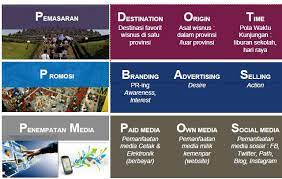 PEMASARAN
DESTINATION
Destinasi favorit
wisnus di satu
provinsi
ORIGIN
Asal wisnus :
dalam provinsi
/luar provinsi
TIME
Pola Waktu
Kunjungan :
liburan sekolah,
hari raya
PROMOSI
BRANDING
PR-ing
Awareness,
Interest
ADVERTISING
Desire
SELLING
Action
PENEMPATAN MEDIA
PAID MEDIA
Pemanfaatan
media Cetak &
Elektronik
(berbayar)
OWN MEDIA
Pemanfaatan
media milik
kemenpar
(website)
SOCIAL MEDIA
Pemanfaatan
media sosial : FB,
Twitter, Path,
Blog, Instagram